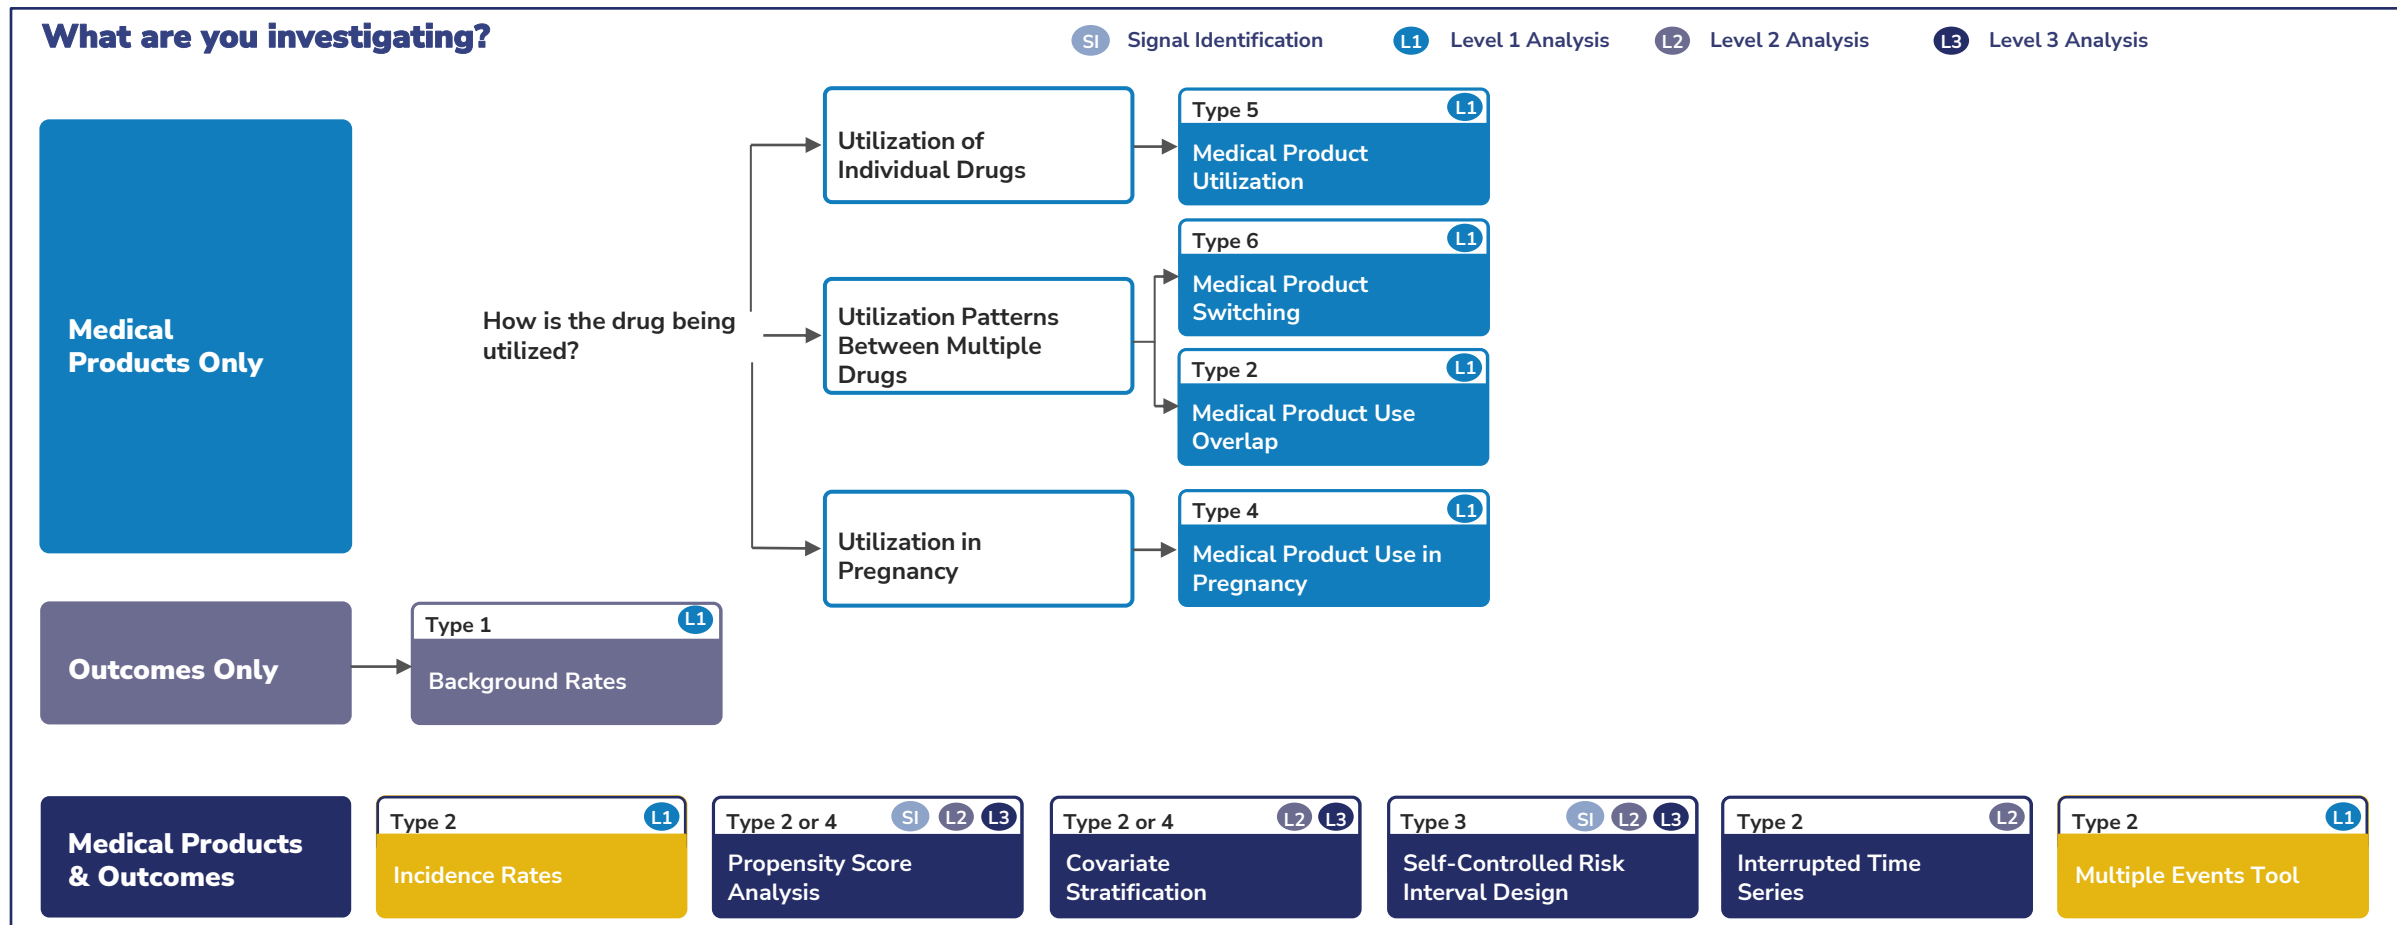 What are you investigating?
SI Signal Identification
L1 Level 1 Analysis
L2 Level 2 Analysis
L3 Level 3 Analysis
Medical
Products Only
How is the drug being
utilized?
Utilization of
Individual Drugs
Type 5 L1
Medical Product
Utilization
Utilization Patterns
Between Multiple
Drugs
Type 6 L1
Medical Product
Switching
Type 2 L1
Medical Product Use
Overlap
Utilization in
Pregnancy
Type 4 L1
Medical Product Use in
Pregnancy
Outcomes Only
Type 1 L1
Background Rates
Medical Products
& Outcomes
Type 2 L1
Incidence Rates
Type 2 or 4 SI L2 L3
Propensity Score
Analysis
Type 2 or 4 L2 L3
Covariate
Stratification
Type 3 SI L2 L3
Self-Controlled Risk
Interval Design
Type 2 L2
Interrupted Time
Series
Type 2 L1
Multiple Events Tool